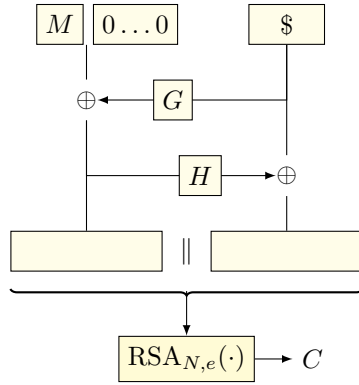 M 0...0 $
⊕ G
H ⊕
||
RSA_{N,e}(·) C